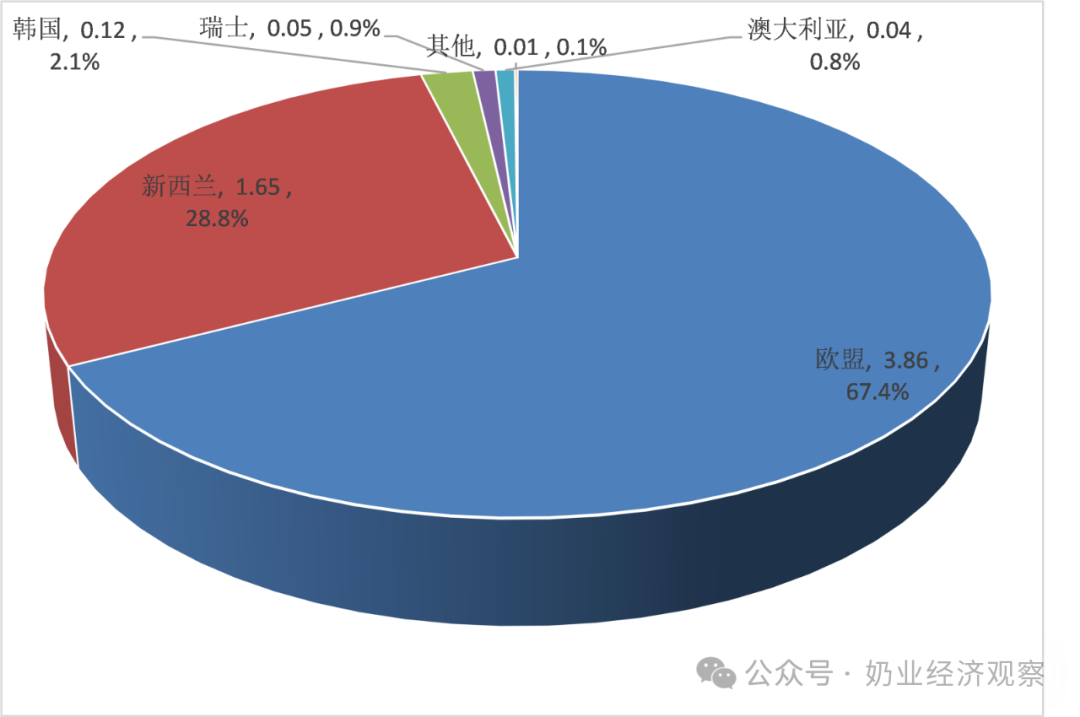 韩国, 0.12 ,
2.1%
瑞士, 0.05 , 0.9%
其他, 0.01 , 0.1%
澳大利亚, 0.04 ,
0.8%
新西兰, 1.65 ,
28.8%
欧盟, 3.86 ,
67.4%
公众号 · 奶业经济观察